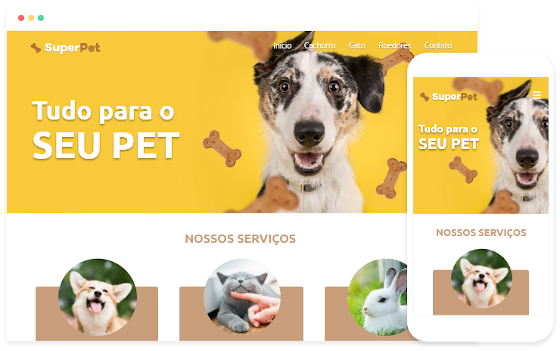 SuperPet
Início Cachorro Gato Roedores Contato
Tudo para o
SEU PET
NOSSOS SERVIÇOS
SuperPet
Tudo para o
SEU PET
NOSSOS SERVIÇOS